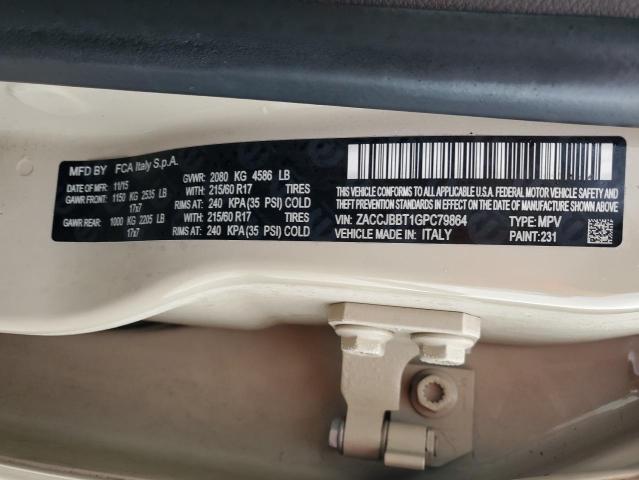 MFD BY FCA Italy S.p.A.
DATE OF MFR: 11/15 GVWR: 2080 KG 4586 LB
GAWR FRONT: 1150 KG 2535 LB WITH 215/60 R17 TIRES
17x7 RIMS AT: 240 KPA(35 PSI) COLD
GAWR REAR: 1000 KG 2205 LB WITH 215/60 R17 TIRES
17x7 RIMS AT: 240 KPA(35 PSI) COLD
THIS VEHICLE CONFORMS TO ALL APPLICABLE U.S.A. FEDERAL MOTOR VEHICLE SAFETY, BUMPER,
AND THEFT PREVENTION STANDARDS IN EFFECT ON THE DATE OF MANUFACTURE SHOWN ABOVE.
VIN: ZACCJBBT1GPC79864 TYPE: MPV
VEHICLE MADE IN: ITALY PAINT:231